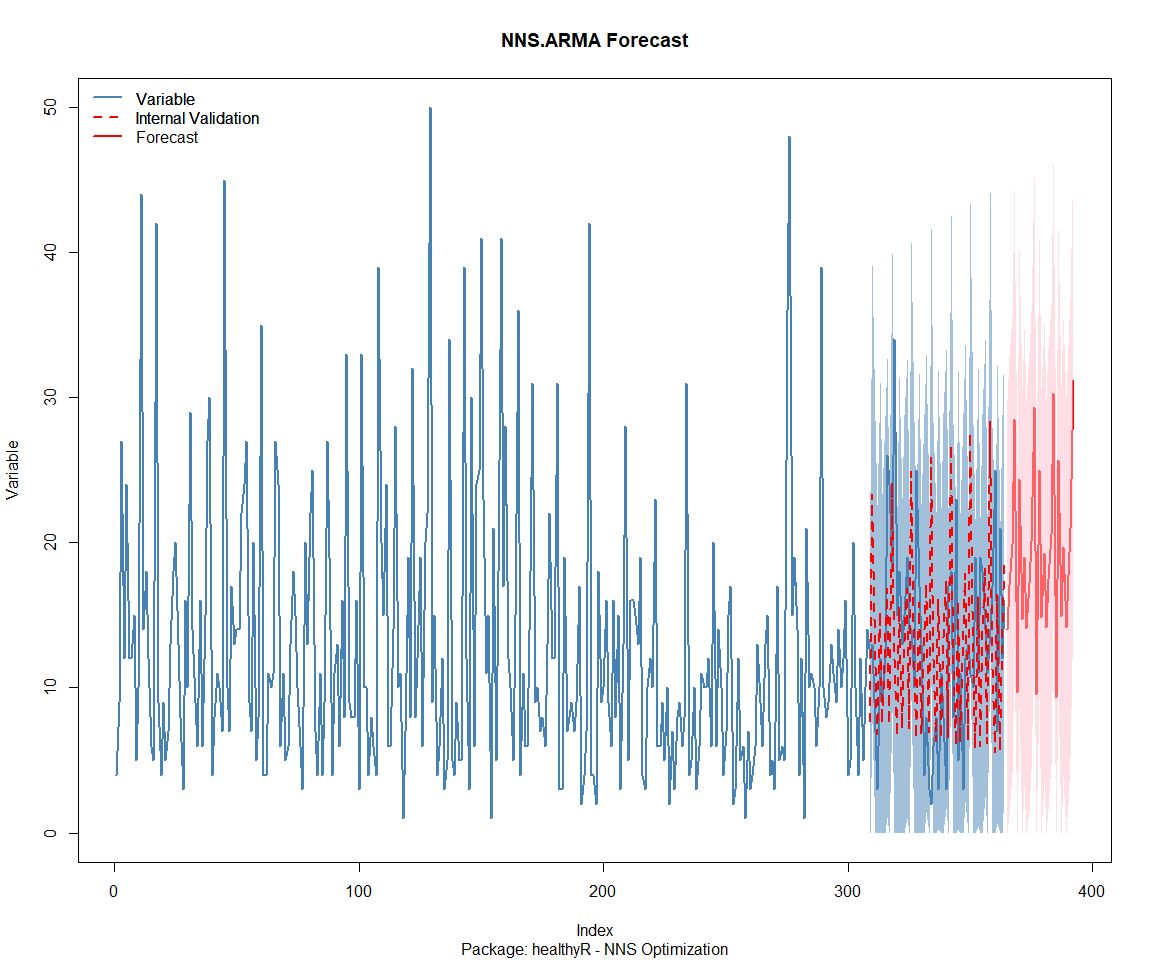 NNS.ARMA Forecast
Variable
Internal Validation
Forecast
Variable
50
40
30
20
10
0
0 100 200 300 400
Index
Package: healthyR - NNS Optimization